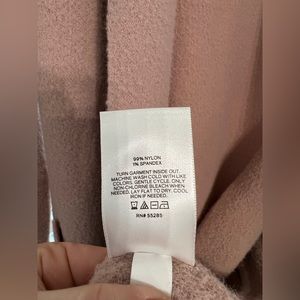 99% NYLON
1% SPANDEX
TURN GARMENT INSIDE OUT.
MACHINE WASH COLD WITH LIKE
COLORS. GENTLE CYCLE. ONLY
NON-CHLORINE BLEACH WHEN
NEEDED. LAY FLAT TO DRY. COOL
IRON IF NEEDED.
RN# 55285